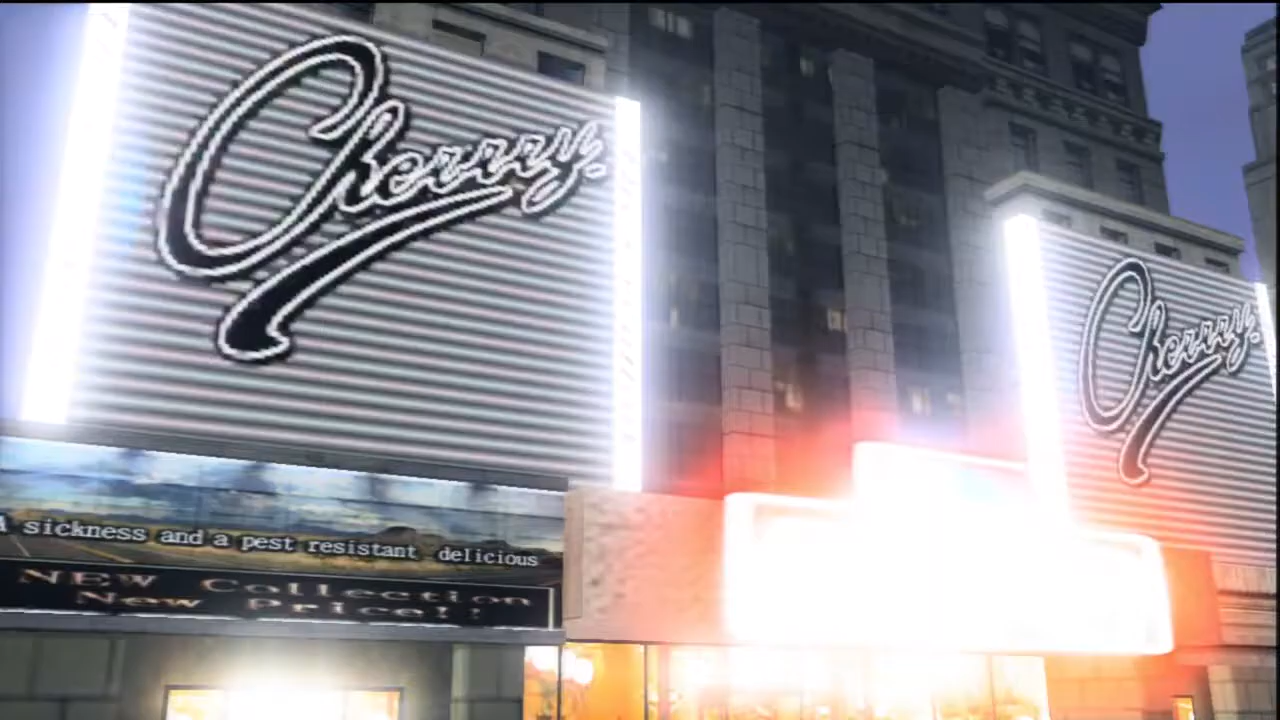 Cherry.
Cherry.
A sickness and a pest resistant delicious
NEW Collection
New Price!!